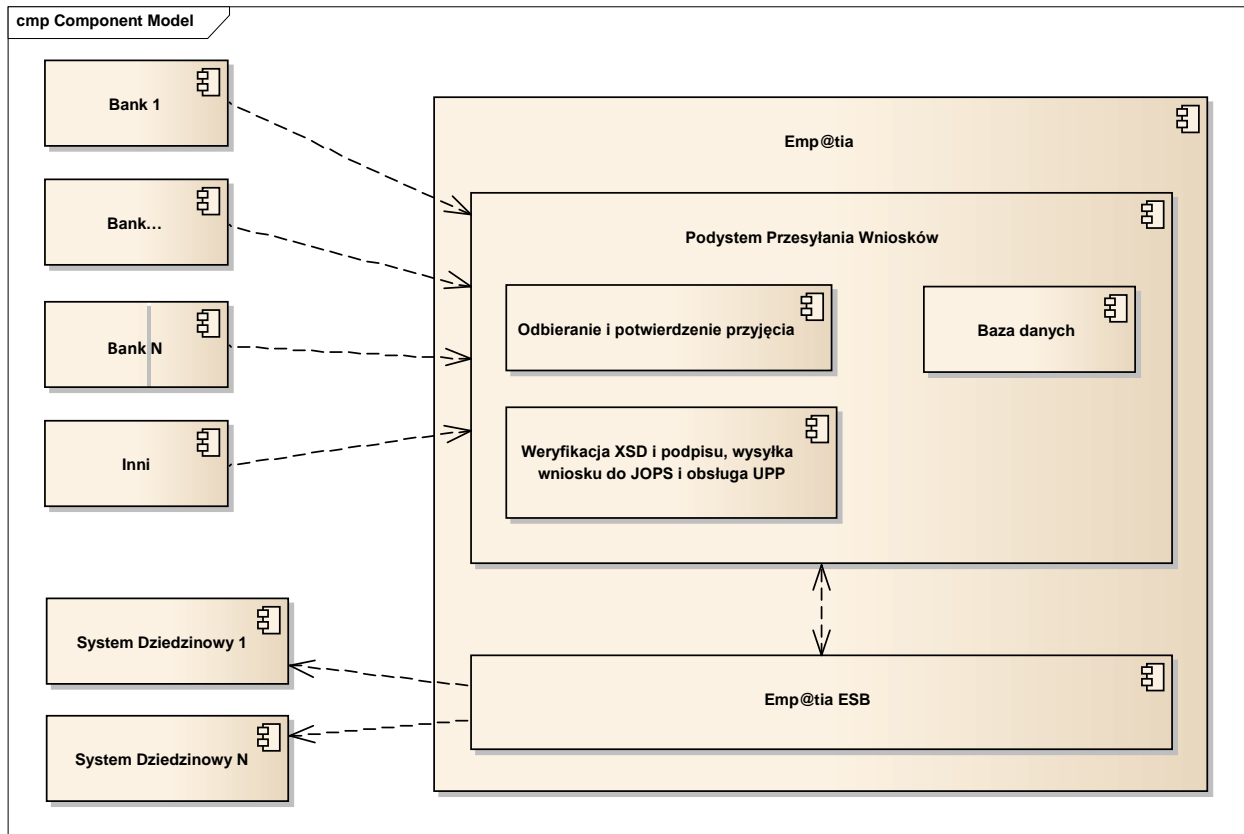 cmp Component Model
Bank 1
Bank...
Bank N
Inni
System Dziedzinowy 1
System Dziedzinowy N
Emp@tia
Podystem Przesyłania Wniosków
Odbieranie i potwierdzenie przyjęcia
Baza danych
Weryfikacja XSD i podpisu, wysyłka
wniosku do JOPS i obsługa UPP
Emp@tia ESB